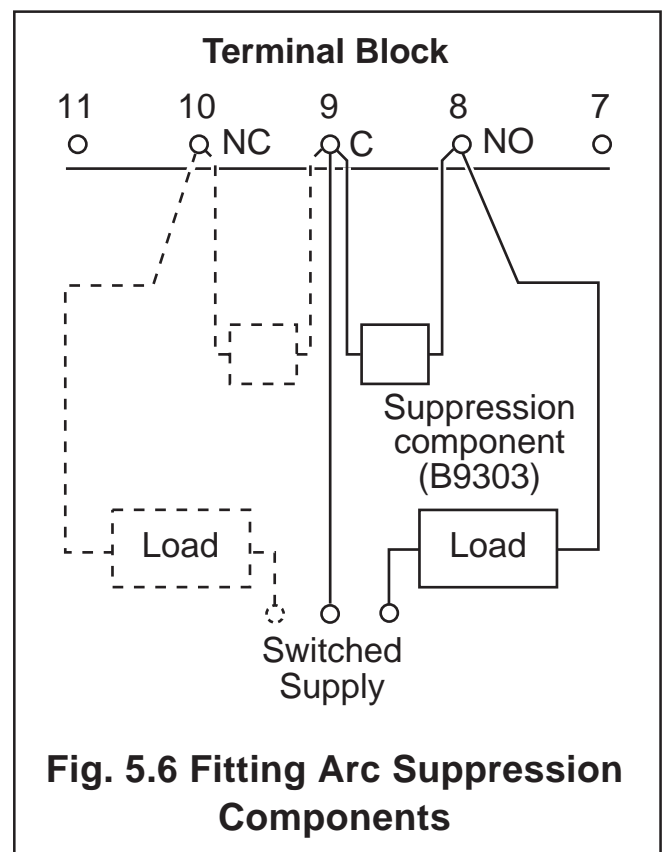 Terminal Block
11 10 9 8 7
NC C NO
Suppression
component
(B9303)
Load Load
Switched
Supply
Fig. 5.6 Fitting Arc Suppression
Components